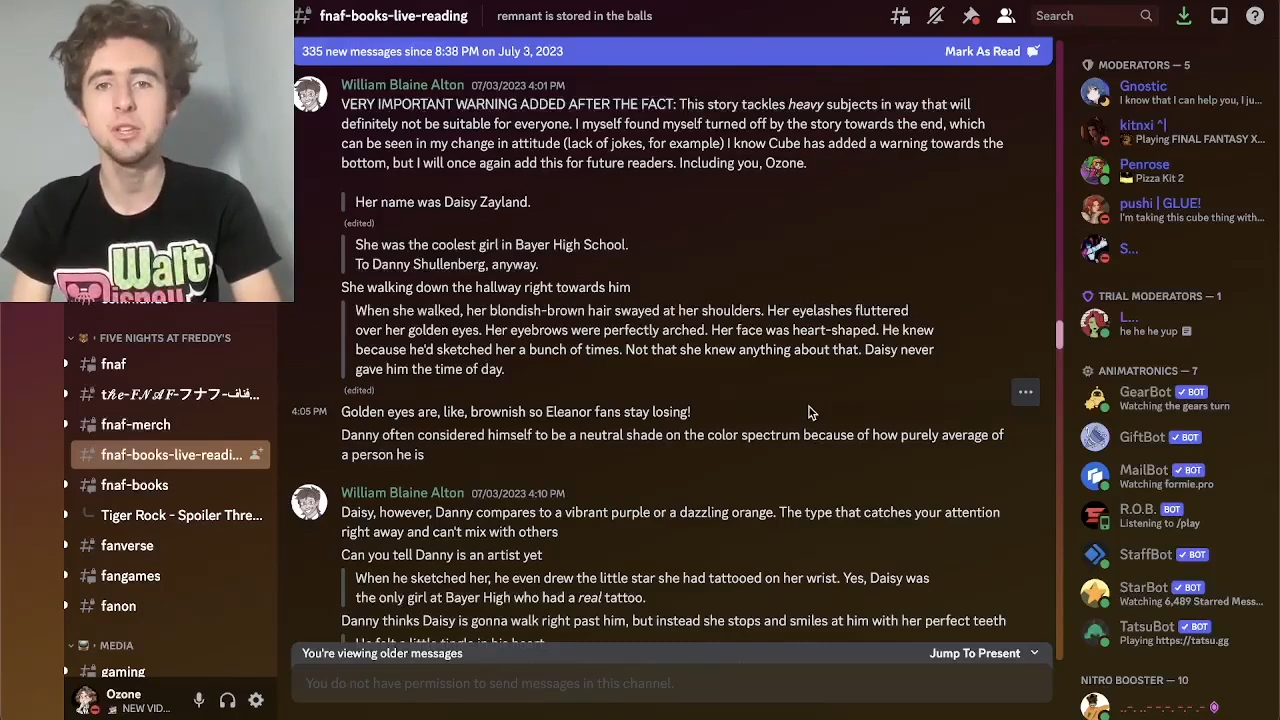 fnaf-books-live-reading
remnant is stored in the balls
Search
335 new messages since 8:38 PM on July 3, 2023
Mark As Read
Walt
FIVE NIGHTS AT FREDDY'S
fnaf
fnaf-merch
fnaf-books-live-readi...
fnaf-books
Tiger Rock - Spoiler Thre...
fanverse
fangames
fanon
MEDIA
gaming
Ozone
NEW VID...
William Blaine Alton 07/03/2023 4:01 PM
VERY IMPORTANT WARNING ADDED AFTER THE FACT: This story tackles heavy subjects in way that will
definitely not be suitable for everyone. I myself found myself turned off by the story towards the end, which
can be seen in my change in attitude (lack of jokes, for example) I know Cube has added a warning towards the
bottom, but I will once again add this for future readers. Including you, Ozone.
Her name was Daisy Zayland.
(edited)
She was the coolest girl in Bayer High School.
To Danny Shullenberg, anyway.
She walking down the hallway right towards him
When she walked, her blondish-brown hair swayed at her shoulders. Her eyelashes fluttered
over her golden eyes. Her eyebrows were perfectly arched. Her face was heart-shaped. He knew
because he'd sketched her a bunch of times. Not that she knew anything about that. Daisy never
gave him the time of day.
(edited)
4:05 PM Golden eyes are, like, brownish so Eleanor fans stay losing!
Danny often considered himself to be a neutral shade on the color spectrum because of how purely average of
a person he is
William Blaine Alton 07/03/2023 4:10 PM
Daisy, however, Danny compares to a vibrant purple or a dazzling orange. The type that catches your attention
right away and can't mix with others
Can you tell Danny is an artist yet
When he sketched her, he even drew the little star she had tattooed on her wrist. Yes, Daisy was
the only girl at Bayer High who had a real tattoo.
Danny thinks Daisy is gonna walk right past him, but instead she stops and smiles at him with her perfect teeth
He felt a little tingle in his heart
You're viewing older messages
Jump To Present
You do not have permission to send messages in this channel.
MODERATORS — 5
Gnostic
I know that I can help you, I ju...
kitnxi ^|
Playing FINAL FANTASY X...
Penrose
Pizza Kit 2
pushi | GLUE!
I'm taking this cube thing with...
S...
TRIAL MODERATORS — 1
L...
he he he yup
ANIMATRONICS — 7
GearBot BOT
Watching the gears turn
GiftBot BOT
MailBot BOT
Watching formie.pro
R.O.B. BOT
Listening to /play
StaffBot BOT
StarBot BOT
Watching 6,489 Starred Mess...
TatsuBot BOT
Playing https://tatsu.gg
NITRO BOOSTER — 10